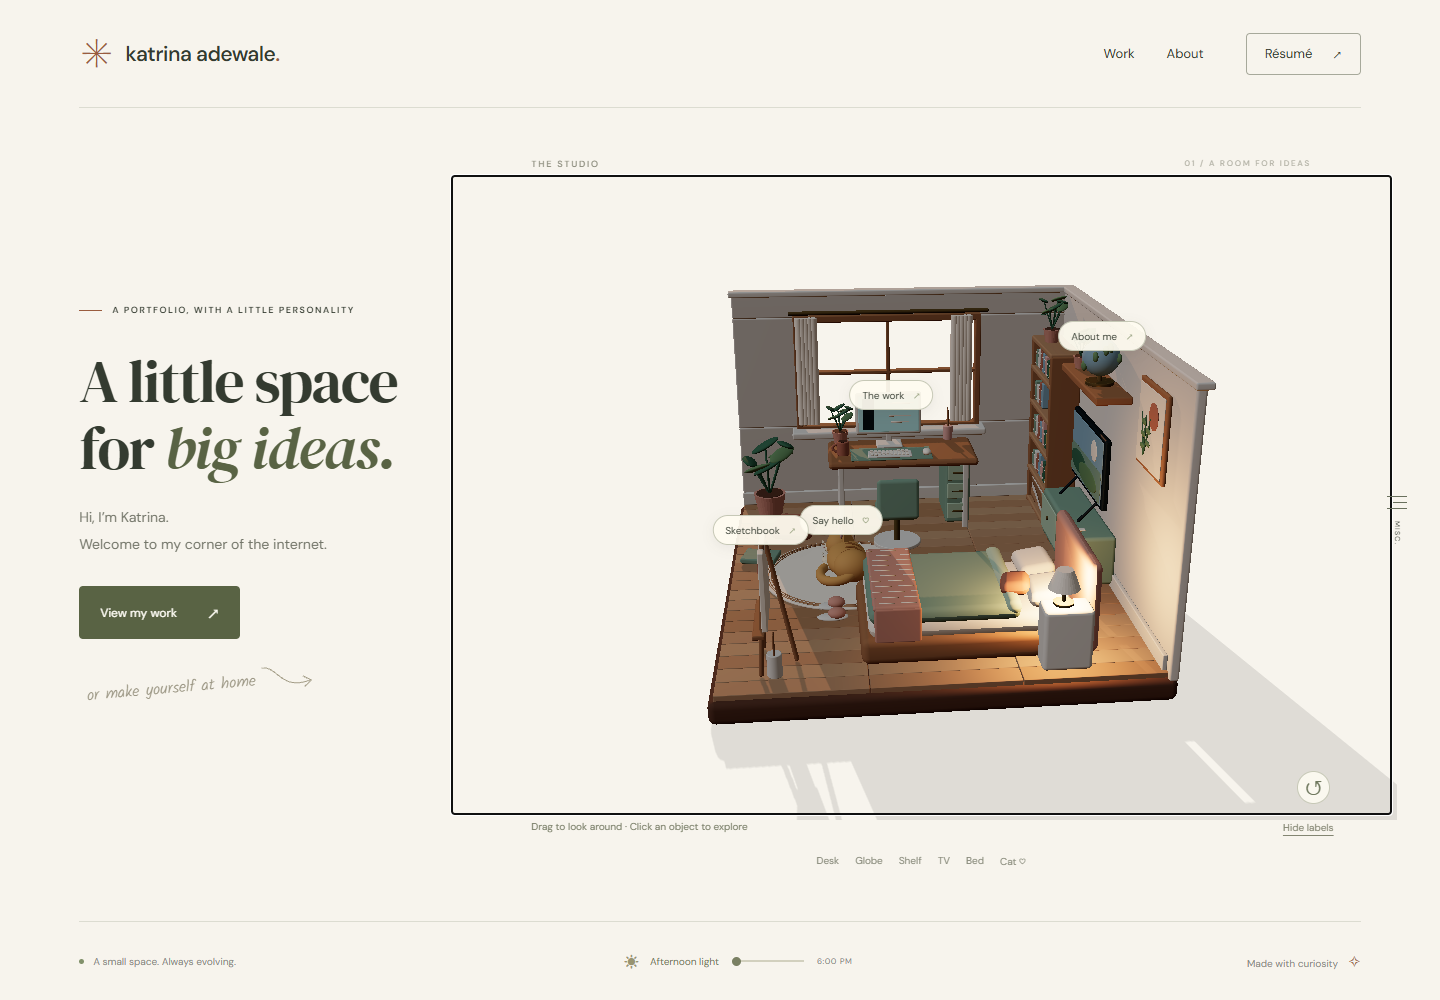 katrina adewale.
Work
About
Résumé ↗
THE STUDIO
01 / A ROOM FOR IDEAS
A PORTFOLIO, WITH A LITTLE PERSONALITY
A little space
for big ideas.
Hi, I’m Katrina.
Welcome to my corner of the internet.
View my work ↗
or make yourself at home
About me ↗
The work ↗
Say hello ♡
Sketchbook ↗
MISC.
Drag to look around · Click an object to explore
Hide labels
Desk
Globe
Shelf
TV
Bed
Cat ♡
A small space. Always evolving.
Afternoon light
6:00 PM
Made with curiosity